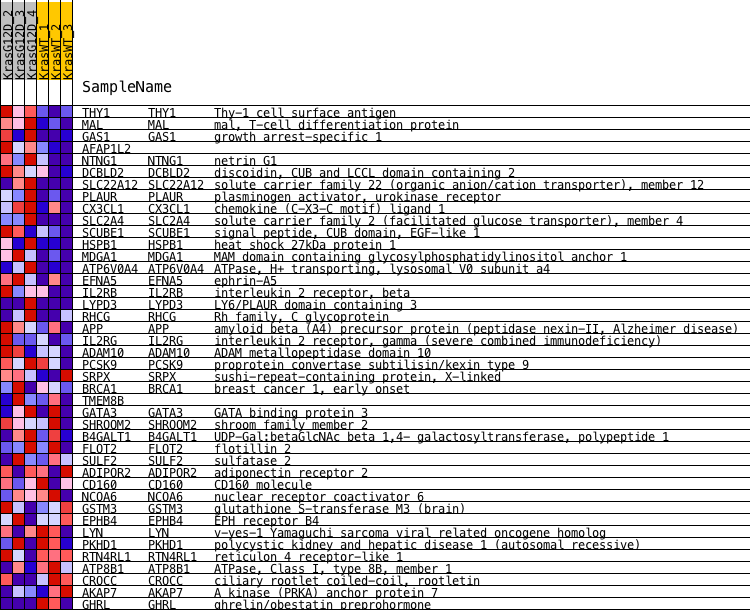 KrasG12D_2
KrasG12D_3
KrasG12D_4
KrasWT_1
KrasWT_2
KrasWT_3
SampleName
THY1 THY1 Thy-1 cell surface antigen
MAL MAL mal, T-cell differentiation protein
GAS1 GAS1 growth arrest-specific 1
AFAP1L2
NTNG1 NTNG1 netrin G1
DCBLD2 DCBLD2 discoidin, CUB and LCCL domain containing 2
SLC22A12 SLC22A12 solute carrier family 22 (organic anion/cation transporter), member 12
PLAUR PLAUR plasminogen activator, urokinase receptor
CX3CL1 CX3CL1 chemokine (C-X3-C motif) ligand 1
SLC2A4 SLC2A4 solute carrier family 2 (facilitated glucose transporter), member 4
SCUBE1 SCUBE1 signal peptide, CUB domain, EGF-like 1
HSPB1 HSPB1 heat shock 27kDa protein 1
MDGA1 MDGA1 MAM domain containing glycosylphosphatidylinositol anchor 1
ATP6V0A4 ATP6V0A4 ATPase, H+ transporting, lysosomal V0 subunit a4
EFNA5 EFNA5 ephrin-A5
IL2RB IL2RB interleukin 2 receptor, beta
LYPD3 LYPD3 LY6/PLAUR domain containing 3
RHCG RHCG Rh family, C glycoprotein
APP APP amyloid beta (A4) precursor protein (peptidase nexin-II, Alzheimer disease)
IL2RG IL2RG interleukin 2 receptor, gamma (severe combined immunodeficiency)
ADAM10 ADAM10 ADAM metallopeptidase domain 10
PCSK9 PCSK9 proprotein convertase subtilisin/kexin type 9
SRPX SRPX sushi-repeat-containing protein, X-linked
BRCA1 BRCA1 breast cancer 1, early onset
TMEM8B
GATA3 GATA3 GATA binding protein 3
SHROOM2 SHROOM2 shroom family member 2
B4GALT1 B4GALT1 UDP-Gal:betaGlcNAc beta 1,4- galactosyltransferase, polypeptide 1
FLOT2 FLOT2 flotillin 2
SULF2 SULF2 sulfatase 2
ADIPOR2 ADIPOR2 adiponectin receptor 2
CD160 CD160 CD160 molecule
NCOA6 NCOA6 nuclear receptor coactivator 6
GSTM3 GSTM3 glutathione S-transferase M3 (brain)
EPHB4 EPHB4 EPH receptor B4
LYN LYN v-yes-1 Yamaguchi sarcoma viral related oncogene homolog
PKHD1 PKHD1 polycystic kidney and hepatic disease 1 (autosomal recessive)
RTN4RL1 RTN4RL1 reticulon 4 receptor-like 1
ATP8B1 ATP8B1 ATPase, Class I, type 8B, member 1
CROCC CROCC ciliary rootlet coiled-coil, rootletin
AKAP7 AKAP7 A kinase (PRKA) anchor protein 7
GHRL GHRL ghrelin/obestatin preprohormone